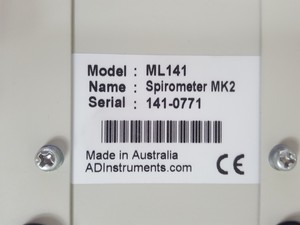 Model : ML141
Name : Spirometer MK2
Serial : 141-0771
Made in Australia
ADInstruments.com
CE